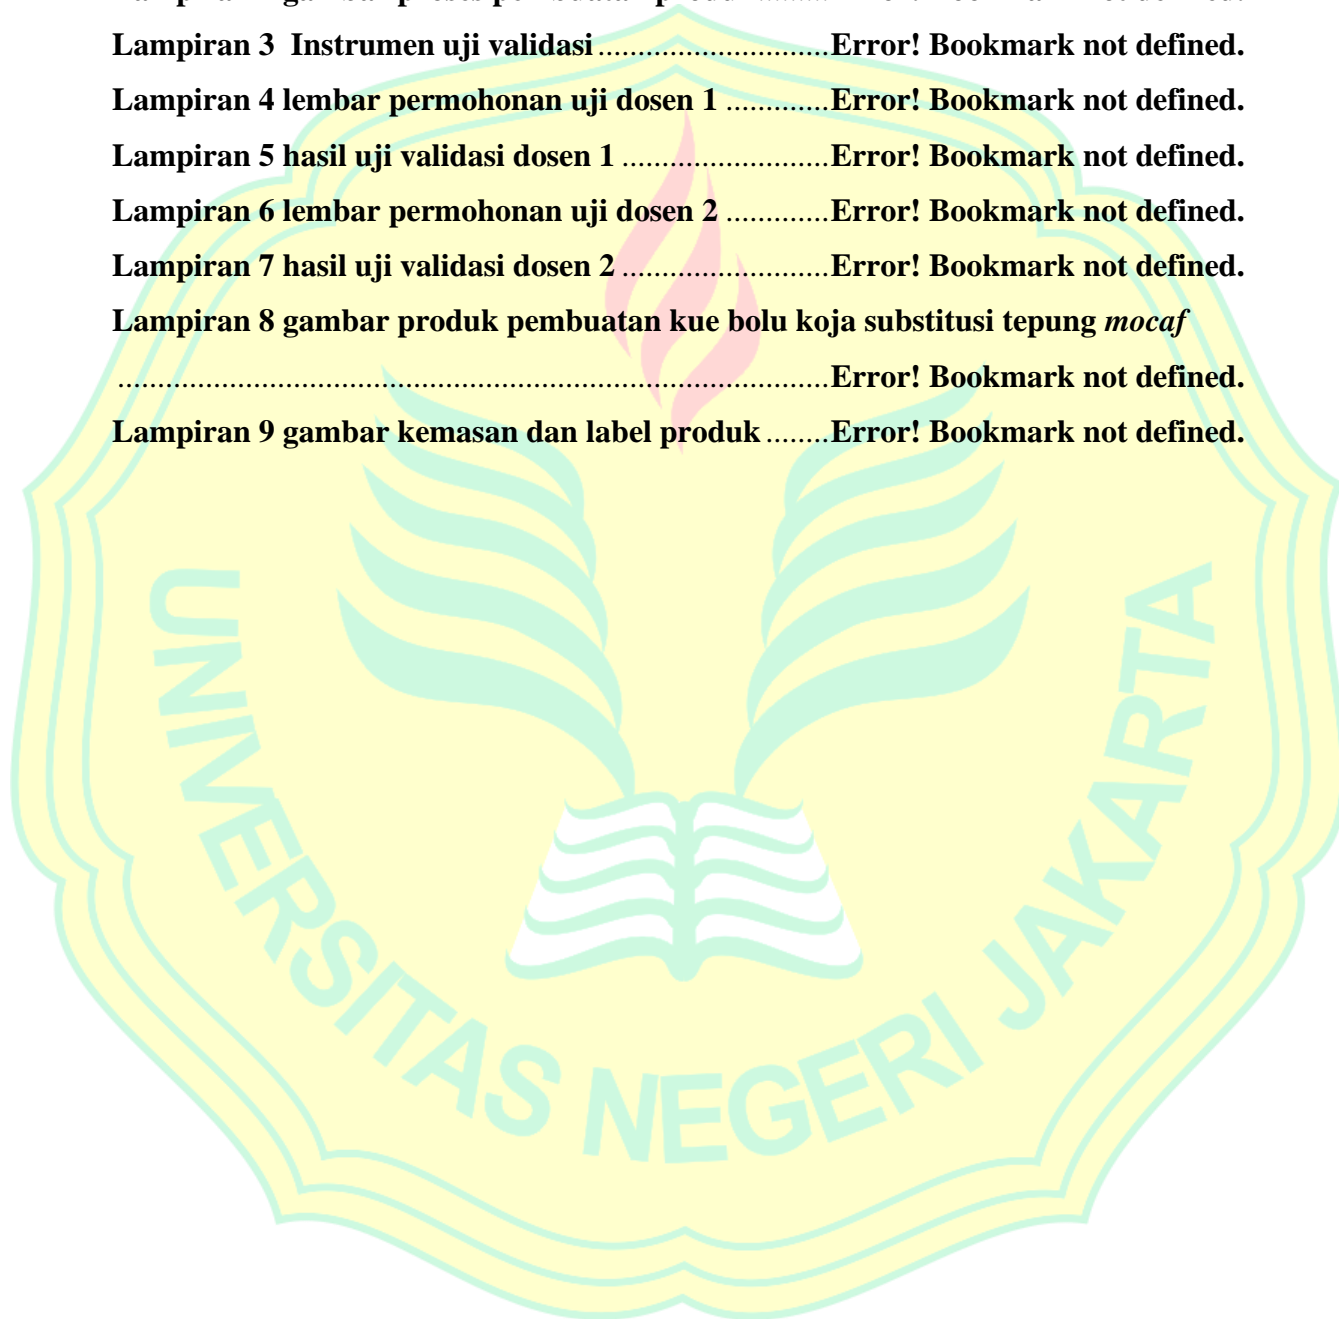 Lampiran 3  Instrumen uji validasi.............................Error! Bookmark not defined.
Lampiran 4 lembar permohonan uji dosen 1 .............Error! Bookmark not defined.
Lampiran 5 hasil uji validasi dosen 1 ..........................Error! Bookmark not defined.
Lampiran 6 lembar permohonan uji dosen 2 .............Error! Bookmark not defined.
Lampiran 7 hasil uji validasi dosen 2 ..........................Error! Bookmark not defined.
Lampiran 8 gambar produk pembuatan kue bolu koja substitusi tepung mocaf
..........................................................................................Error! Bookmark not defined.
Lampiran 9 gambar kemasan dan label produk ........Error! Bookmark not defined.
UNIVERSITAS NEGERI JAKARTA